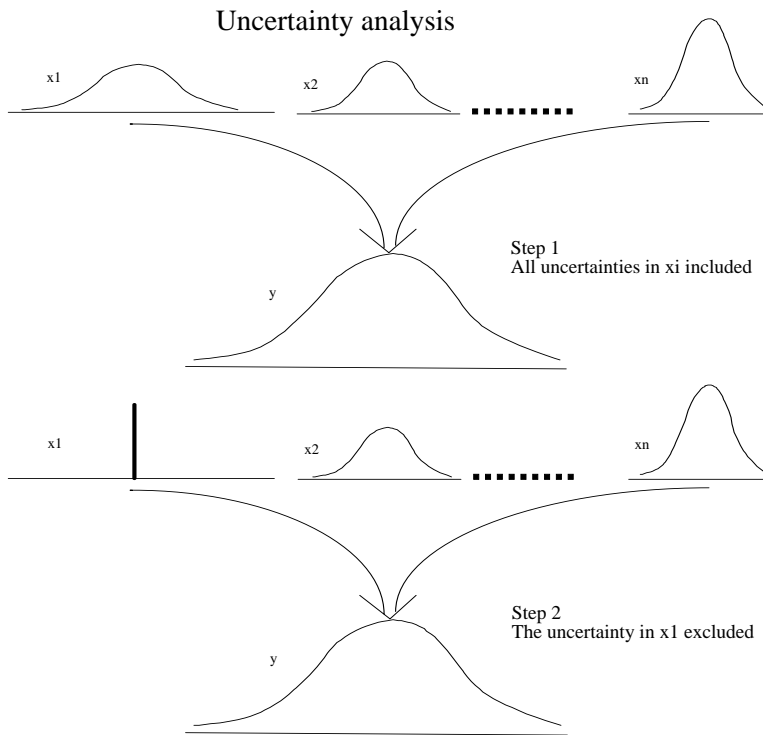 Uncertainty analysis
x1
x2
xn
Step 1
All uncertainties in xi included
y
x1
x2
xn
Step 2
The uncertainty in x1 excluded
y